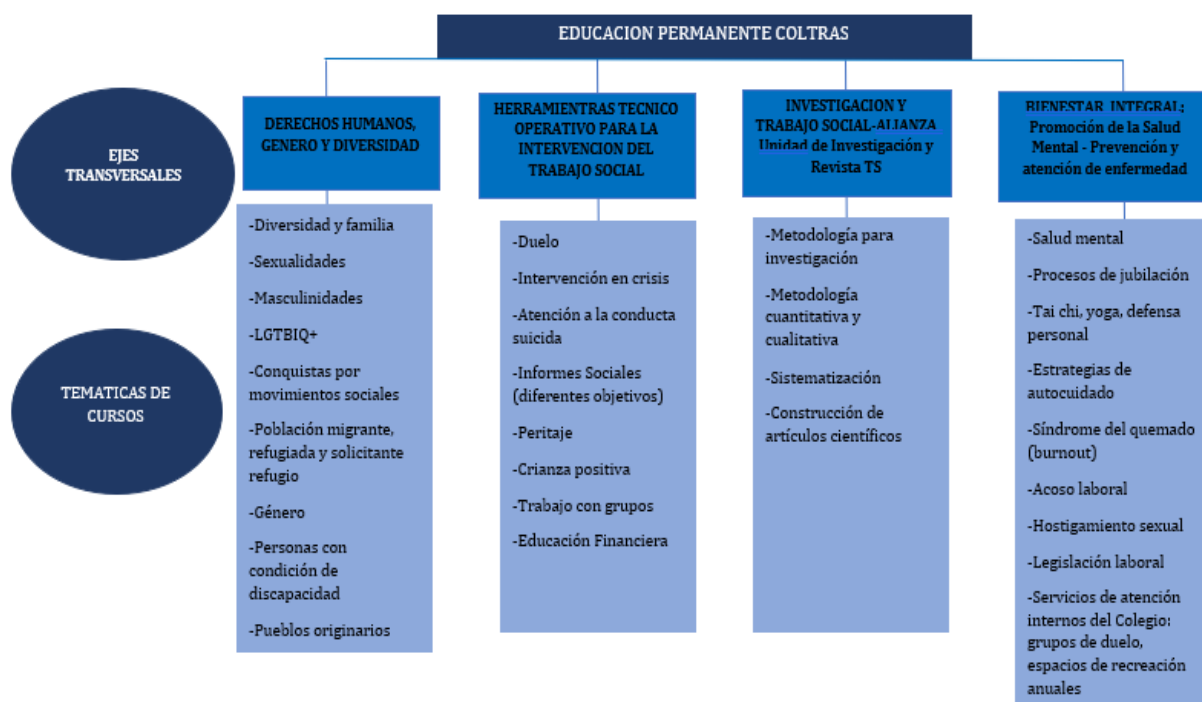 EDUCACION PERMANENTE COLTRAS
EJES
TRANSVERSALES
DERECHOS HUMANOS,
GENERO Y DIVERSIDAD
HERRAMIENTRAS TECNICO
OPERATIVO PARA LA
INTERVENCION DEL
TRABAJO SOCIAL
INVESTIGACION Y
TRABAJO SOCIAL-ALIANZA
Unidad de Investigación y
Revista TS
BIENESTAR INTEGRAL:
Promoción de la Salud
Mental - Prevención y
atención de enfermedad
TEMATICAS DE
CURSOS
-Diversidad y familia
-Sexualidades
-Masculinidades
-LGTBIQ+
-Conquistas por
movimientos sociales
-Población migrante,
refugiada y solicitante
refugio
-Género
-Personas con
condición de
discapacidad
-Pueblos originarios
-Duelo
-Intervención en crisis
-Atención a la conducta
suicida
-Informes Sociales
(diferentes objetivos)
-Peritaje
-Crianza positiva
-Trabajo con grupos
-Educación Financiera
-Metodología para
investigación
-Metodología
cuantitativa y
cualitativa
-Sistematización
-Construcción de
artículos científicos
-Salud mental
-Procesos de jubilación
-Tai chi, yoga, defensa
personal
-Estrategias de
autocuidado
-Síndrome del quemado
(burnout)
-Acoso laboral
-Hostigamiento sexual
-Legislación laboral
-Servicios de atención
internos del Colegio:
grupos de duelo,
espacios de recreación
anuales